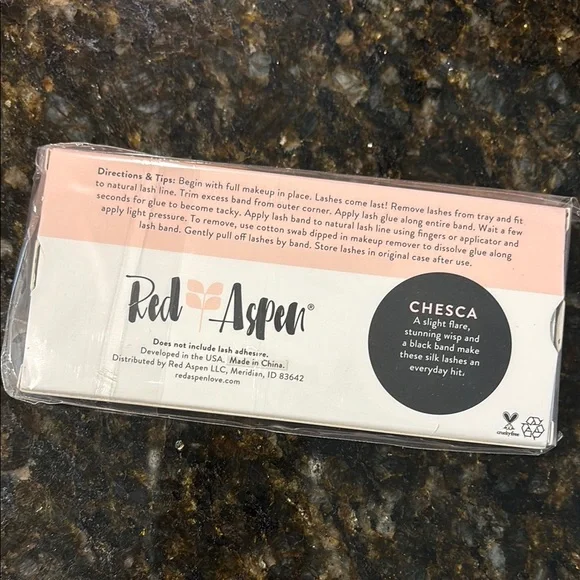 Directions & Tips: Begin with full makeup in place. Lashes come last! Remove lashes from tray and fit
to natural lash line. Trim excess band from outer corner. Apply lash glue along entire band. Wait a few
seconds for glue to become tacky. Apply lash band to natural lash line using fingers or applicator and
apply light pressure. To remove, use cotton swab dipped in makeup remover to dissolve glue along
lash band. Gently pull off lashes by band. Store lashes in original case after use.
Red Aspen®
Does not include lash adhesive.
Developed in the USA. Made in China.
Distributed by Red Aspen LLC, Meridian, ID 83642
redaspenlove.com
CHESCA
A slight flare,
stunning wisp and
a black band make
these silk lashes an
everyday hit.
crueltyfree